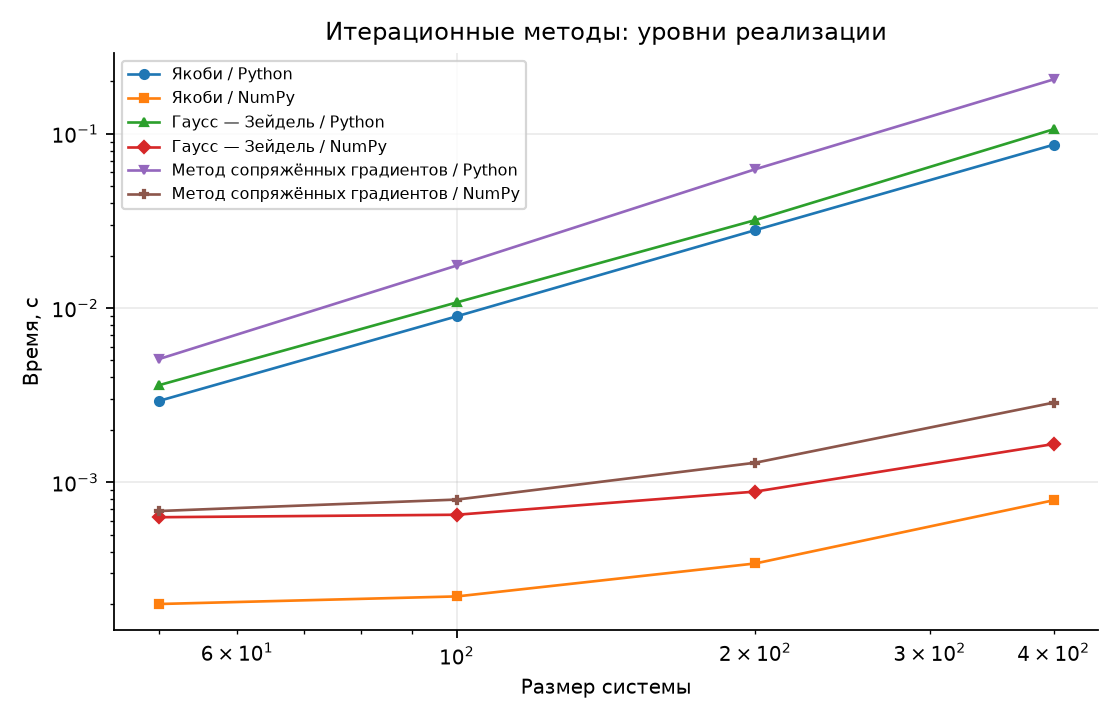 Итерационные методы: уровни реализации
Якоби / Python
Якоби / NumPy
Гаусс — Зейдель / Python
Гаусс — Зейдель / NumPy
Метод сопряжённых градиентов / Python
Метод сопряжённых градиентов / NumPy
Время, с
10⁻¹
10⁻²
10⁻³
6 × 10¹
10²
2 × 10²
3 × 10²
4 × 10²
Размер системы